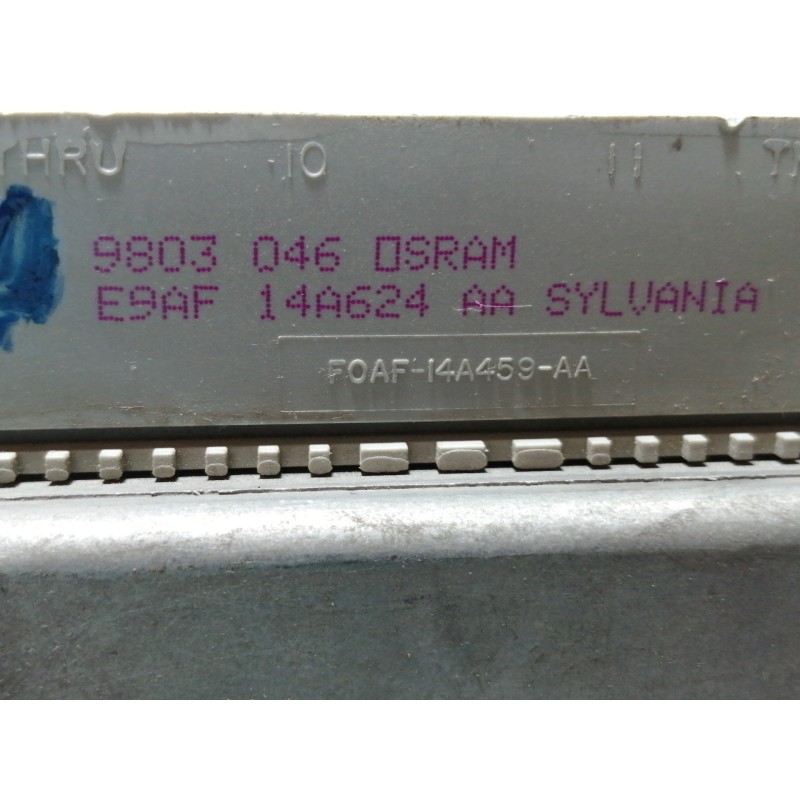 THRU 10 11
9803 046 OSRAM
E9AF 14A624 AA SYLVANIA
F0AF-14A459-AA